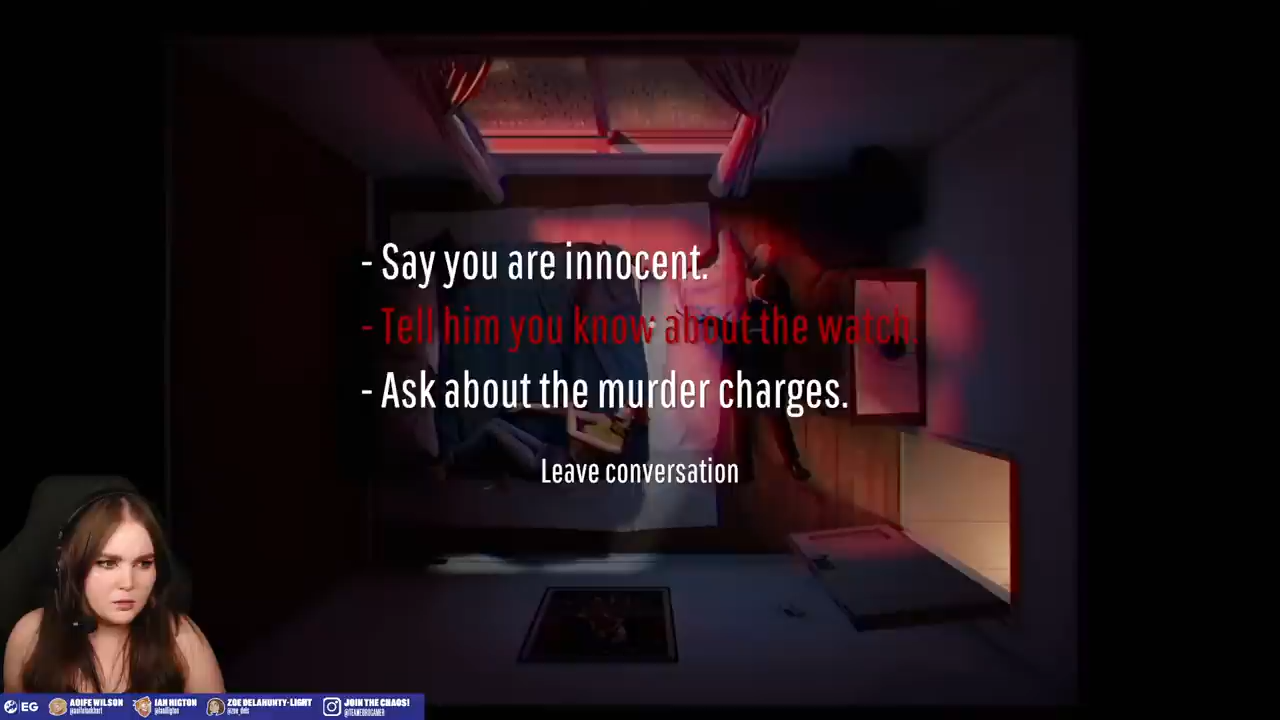 - Say you are innocent.
- Tell him you know about the watch.
- Ask about the murder charges.
Leave conversation
EG AOIFE WILSON IAN HIGTON ZOE DELAHUNTY-LIGHT JOIN THE CHAOS!